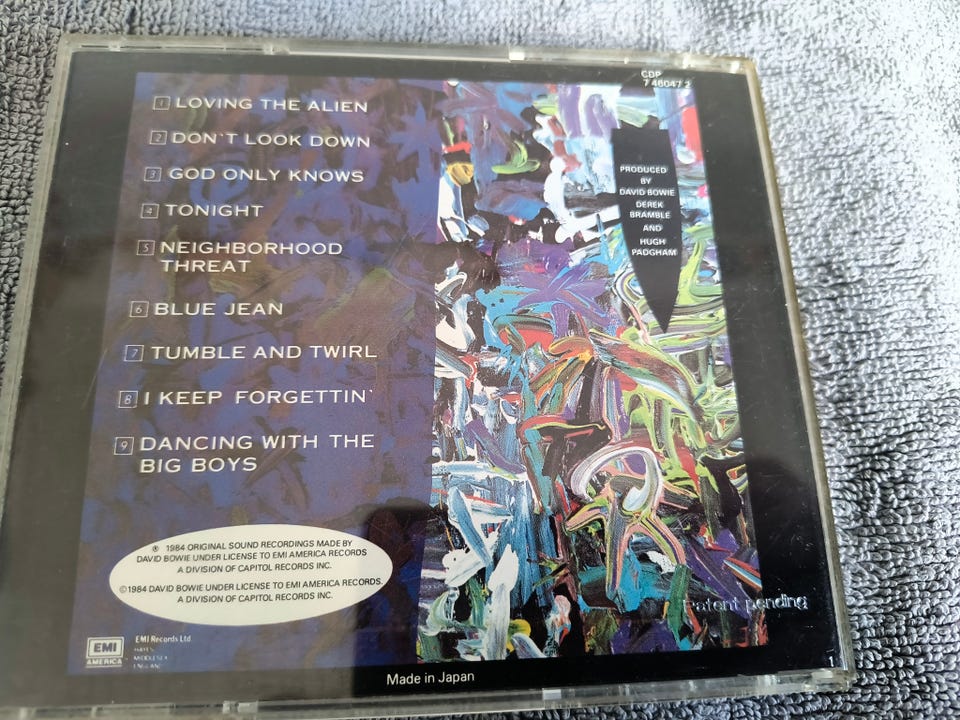 CDP
7 46047 2
1 LOVING THE ALIEN
2 DON'T LOOK DOWN
3 GOD ONLY KNOWS
4 TONIGHT
5 NEIGHBORHOOD
THREAT
6 BLUE JEAN
7 TUMBLE AND TWIRL
8 I KEEP FORGETTIN'
9 DANCING WITH THE
BIG BOYS
PRODUCED
BY
DAVID BOWIE
DEREK
BRAMBLE
AND
HUGH
PADGHAM
℗ 1984 ORIGINAL SOUND RECORDINGS MADE BY
DAVID BOWIE UNDER LICENSE TO EMI AMERICA RECORDS
A DIVISION OF CAPITOL RECORDS INC.
©1984 DAVID BOWIE UNDER LICENSE TO EMI AMERICA RECORDS.
A DIVISION OF CAPITOL RECORDS INC.
Patent pending
EMI
AMERICA
EMI Records Ltd
HAYES
MIDDLESEX
ENGLAND
Made in Japan
1